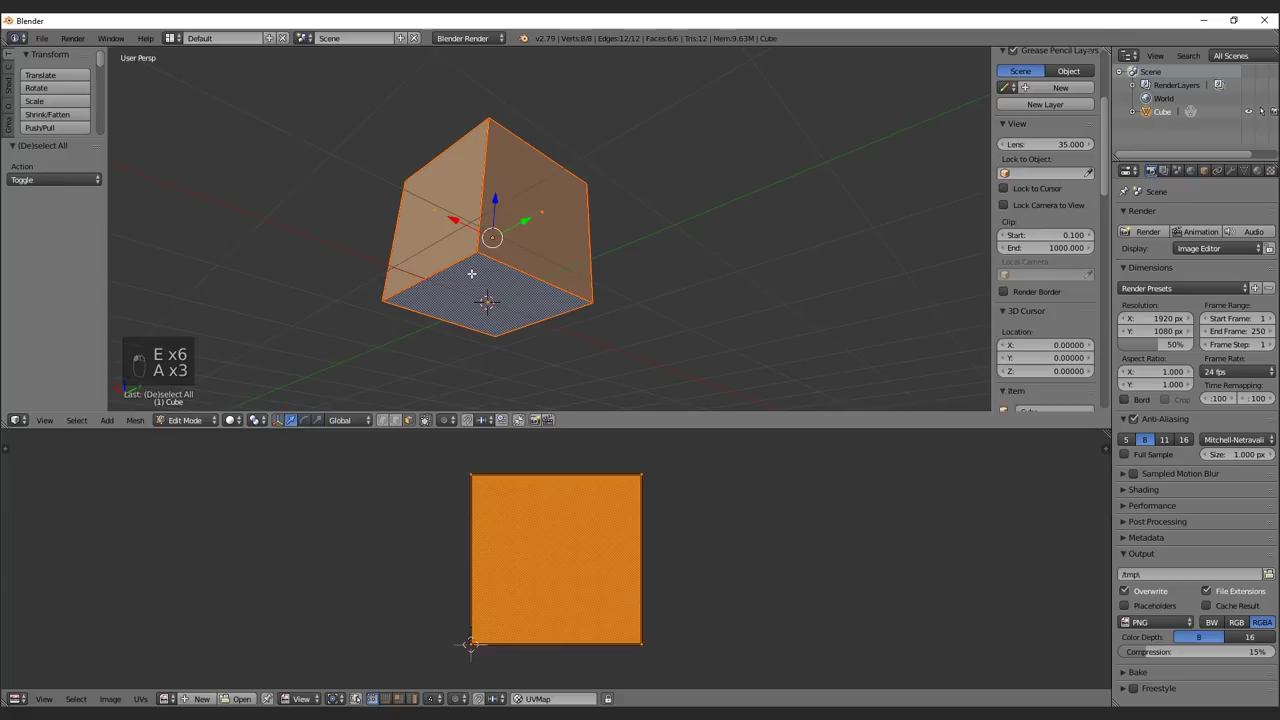 Blender
File Render Window Help Default Scene Blender Render v2.79 | Verts:8/8 | Edges:12/12 | Faces:6/6 | Tris:12 | Mem:9.63M | Cube
View Search All Scenes
Transform
User Persp
Grease Pencil Layers
Scene Object
Scene
Translate
Rotate
Scale
Shrink/Fatten
Push/Pull
New
New Layer
RenderLayers
World
Cube
View
(De)select All
Lens: 35.000
Action
Toggle
Lock to Object:
Lock to Cursor
Lock Camera to View
Clip:
Start: 0.100
End: 1000.000
Local Camera:
Render Border
3D Cursor
Location:
X: 0.00000
Y: 0.00000
Z: 0.00000
Item
Scene
Render
Render Animation Audio
Display: Image Editor
Dimensions
Render Presets
Resolution: Frame Range:
X: 1920 px Start Frame: 1
Y: 1080 px End Frame: 250
50% Frame Step: 1
Aspect Ratio: Frame Rate:
X: 1.000 24 fps
Y: 1.000 Time Remapping:
Bord Crop :100 :100
Anti-Aliasing
5 8 11 16 Mitchell-Netravali
Full Sample Size: 1.000 px
Sampled Motion Blur
Shading
Performance
Post Processing
Metadata
Output
/tmp\
Overwrite File Extensions
Placeholders Cache Result
PNG BW RGB RGBA
Color Depth: 8 16
Compression: 15%
Bake
Freestyle
E x6
A x3
Last: (De)select All
(1) Cube
View Select Add Mesh Edit Mode Global
View Select Image UVs New Open View UVMap